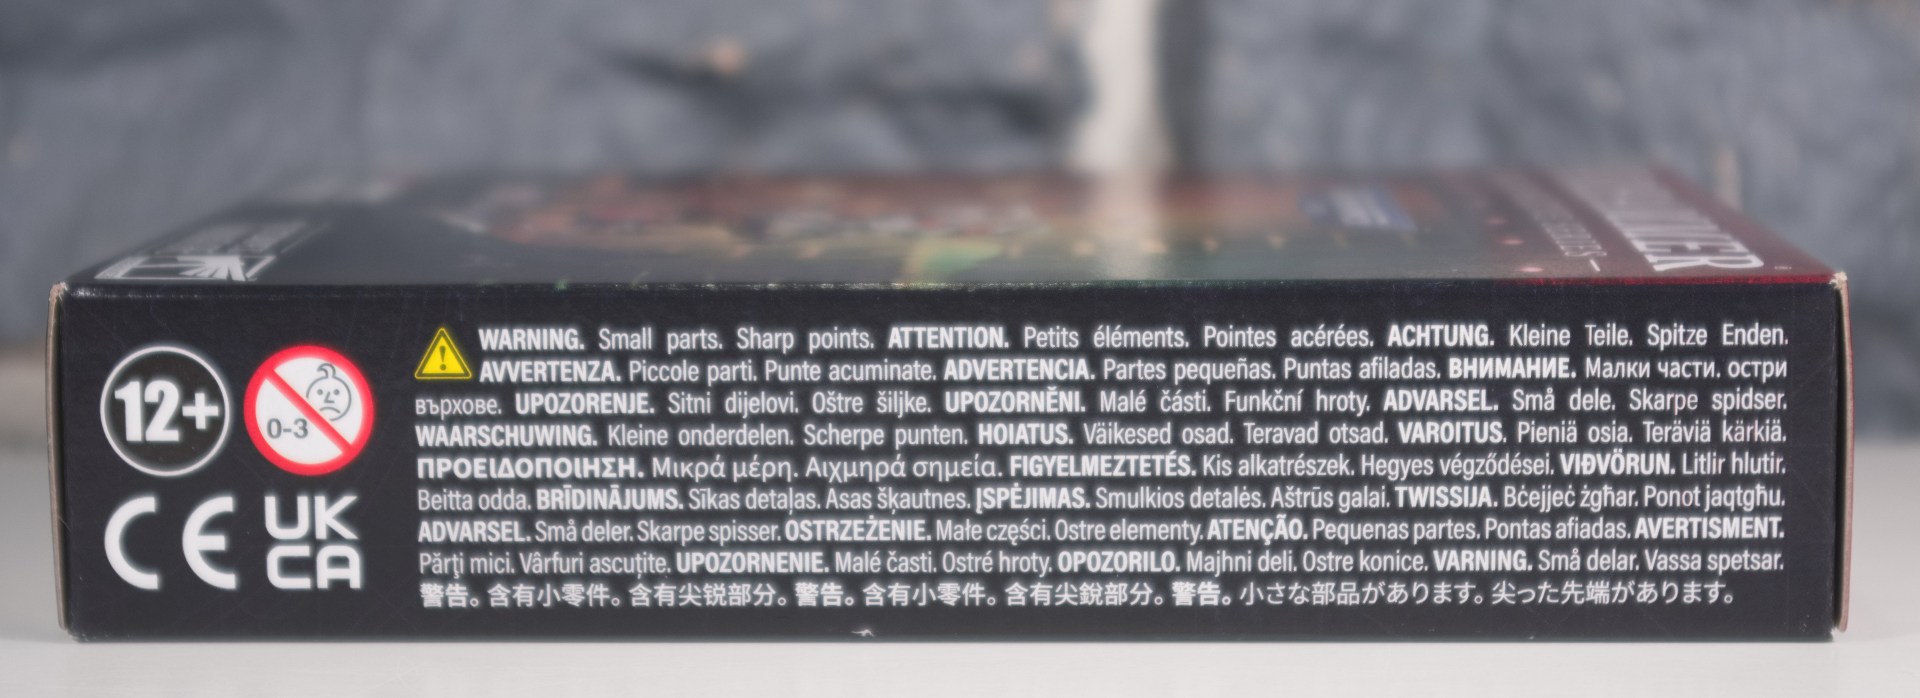 WARNING. Small parts. Sharp points. ATTENTION. Petits éléments. Pointes acérées. ACHTUNG. Kleine Teile. Spitze Enden.
AVVERTENZA. Piccole parti. Punte acuminate. ADVERTENCIA. Partes pequeñas. Puntas afiladas. ВНИМАНИЕ. Малки части. остри
върхове. UPOZORENJE. Sitni dijelovi. Oštre šiljke. UPOZORNĚNI. Malé části. Funkční hroty. ADVARSEL. Små dele. Skarpe spidser.
WAARSCHUWING. Kleine onderdelen. Scherpe punten. HOIATUS. Väikesed osad. Teravad otsad. VAROITUS. Pieniä osia. Teräviä kärkiä.
ΠΡΟΕΙΔΟΠΟΙΗΣΗ. Μικρά μέρη. Αιχμηρά σημεία. FIGYELMEZTETÉS. Kis alkatrészek. Hegyes végződései. VIÐVÖRUN. Litlir hlutir.
Beitta odda. BRĪDINĀJUMS. Sīkas detaļas. Asas šķautnes. ĮSPĖJIMAS. Smulkios detalės. Aštrūs galai. TWISSIJA. Bċejjeċ żgħar. Ponot jaqtgħu.
ADVARSEL. Små deler. Skarpe spisser. OSTRZEŻENIE. Małe części. Ostre elementy. ATENÇÃO. Pequenas partes. Pontas afiadas. AVERTISMENT.
Părţi mici. Vârfuri ascuțite. UPOZORNENIE. Malé časti. Ostré hroty. OPOZORILO. Majhni deli. Ostre konice. VARNING. Små delar. Vassa spetsar.
警告。含有小零件。含有尖锐部分。警告。含有小零件。含有尖銳部分。警告。小さな部品があります。尖った先端があります。
12+
0-3
CE
UK
CA